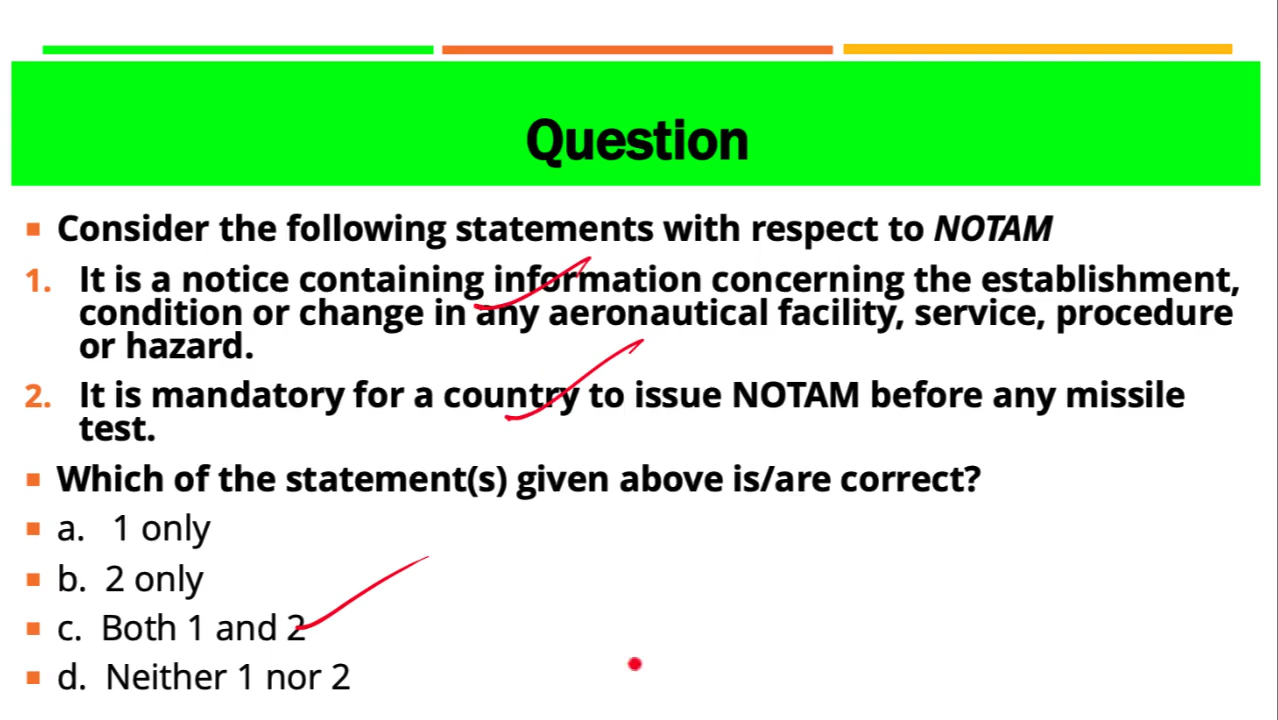 Question
Consider the following statements with respect to NOTAM
1. It is a notice containing information concerning the establishment,
condition or change in any aeronautical facility, service, procedure
or hazard.
2. It is mandatory for a country to issue NOTAM before any missile
test.
Which of the statement(s) given above is/are correct?
a. 1 only
b. 2 only
c. Both 1 and 2
d. Neither 1 nor 2